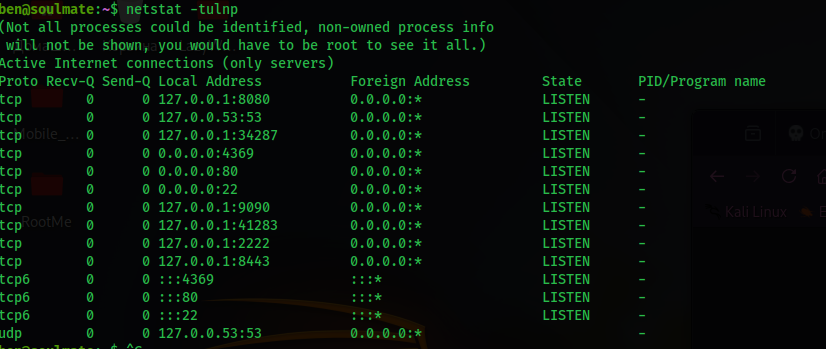 ben@soulmate:~$ netstat -tulnp
(Not all processes could be identified, non-owned process info
 will not be shown, you would have to be root to see it all.)
Active Internet connections (only servers)
Proto Recv-Q Send-Q Local Address           Foreign Address         State       PID/Program name
tcp        0      0 127.0.0.1:8080          0.0.0.0:*               LISTEN      -
tcp        0      0 127.0.0.53:53           0.0.0.0:*               LISTEN      -
tcp        0      0 127.0.0.1:34287         0.0.0.0:*               LISTEN      -
tcp        0      0 0.0.0.0:4369            0.0.0.0:*               LISTEN      -
tcp        0      0 0.0.0.0:80              0.0.0.0:*               LISTEN      -
tcp        0      0 0.0.0.0:22              0.0.0.0:*               LISTEN      -
tcp        0      0 127.0.0.1:9090          0.0.0.0:*               LISTEN      -
tcp        0      0 127.0.0.1:41283         0.0.0.0:*               LISTEN      -
tcp        0      0 127.0.0.1:2222          0.0.0.0:*               LISTEN      -
tcp        0      0 127.0.0.1:8443          0.0.0.0:*               LISTEN      -
tcp6       0      0 :::4369                 :::*                    LISTEN      -
tcp6       0      0 :::80                   :::*                    LISTEN      -
tcp6       0      0 :::22                   :::*                    LISTEN      -
udp        0      0 127.0.0.53:53           0.0.0.0:*                           -
ben@soulmate:~$ ^C
Mobile_...
RootMe
Kali Linux